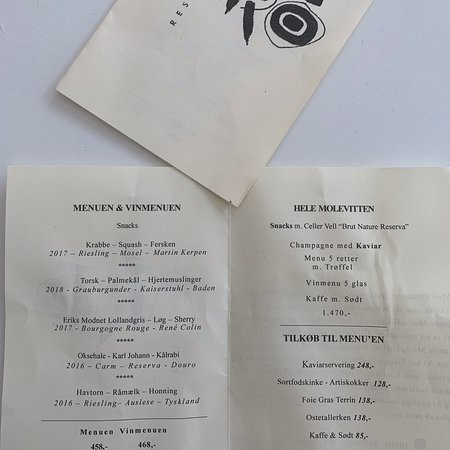 RES
MENUEN & VINMENUEN
Snacks
Krabbe – Squash – Fersken
2017 – Riesling – Mosel – Martin Kerpen
*****
Torsk – Palmekål – Hjertemuslinger
2018 - Grauburgunder - Kaiserstuhl - Baden
*****
Eriks Modnet Lollandgris – Løg – Sherry
2017 - Bourgogne Rouge - René Colin
*****
Oksehale - Karl Johann - Kålrabi
2016 – Carm – Reserva - Douro
*****
Havtorn – Råmælk – Honning
2016 – Riesling– Auslese – Tyskland
Menuen Vinmenuen
458,- 468,-
HELE MOLEVITTEN
Snacks m. Celler Vell “Brut Nature Reserva”
Champagne med Kaviar
Menu 5 retter
m. Trøffel
Vinmenu 5 glas
Kaffe m. Sødt
1.470,-
TILKØB TIL MENU'EN
Kaviarservering 248,-
Sortfodskinke - Artiskokker 128,-
Foie Gras Terrin 138,-
Ostetallerken 138,-
Kaffe & Sødt 85,-